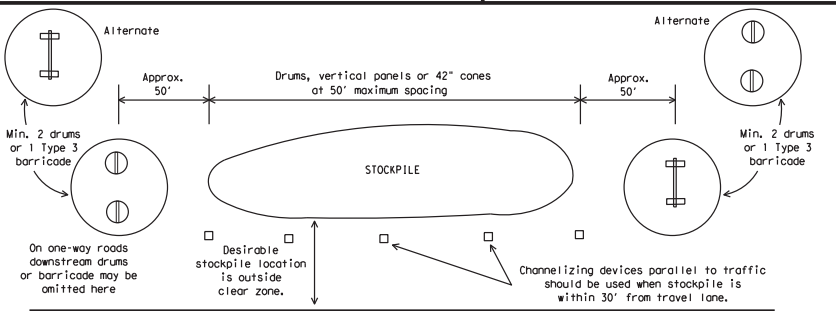 Alternate
Alternate
Approx.
50'
Drums, vertical panels or 42" cones
at 50' maximum spacing
Approx.
50'
Min. 2 drums
or 1 Type 3
barricade
STOCKPILE
Min. 2 drums
or 1 Type 3
barricade
On one-way roads
downstream drums
or barricade may be
omitted here
Desirable
stockpile location
is outside
clear zone.
Channelizing devices parallel to traffic
should be used when stockpile is
within 30' from travel lane.